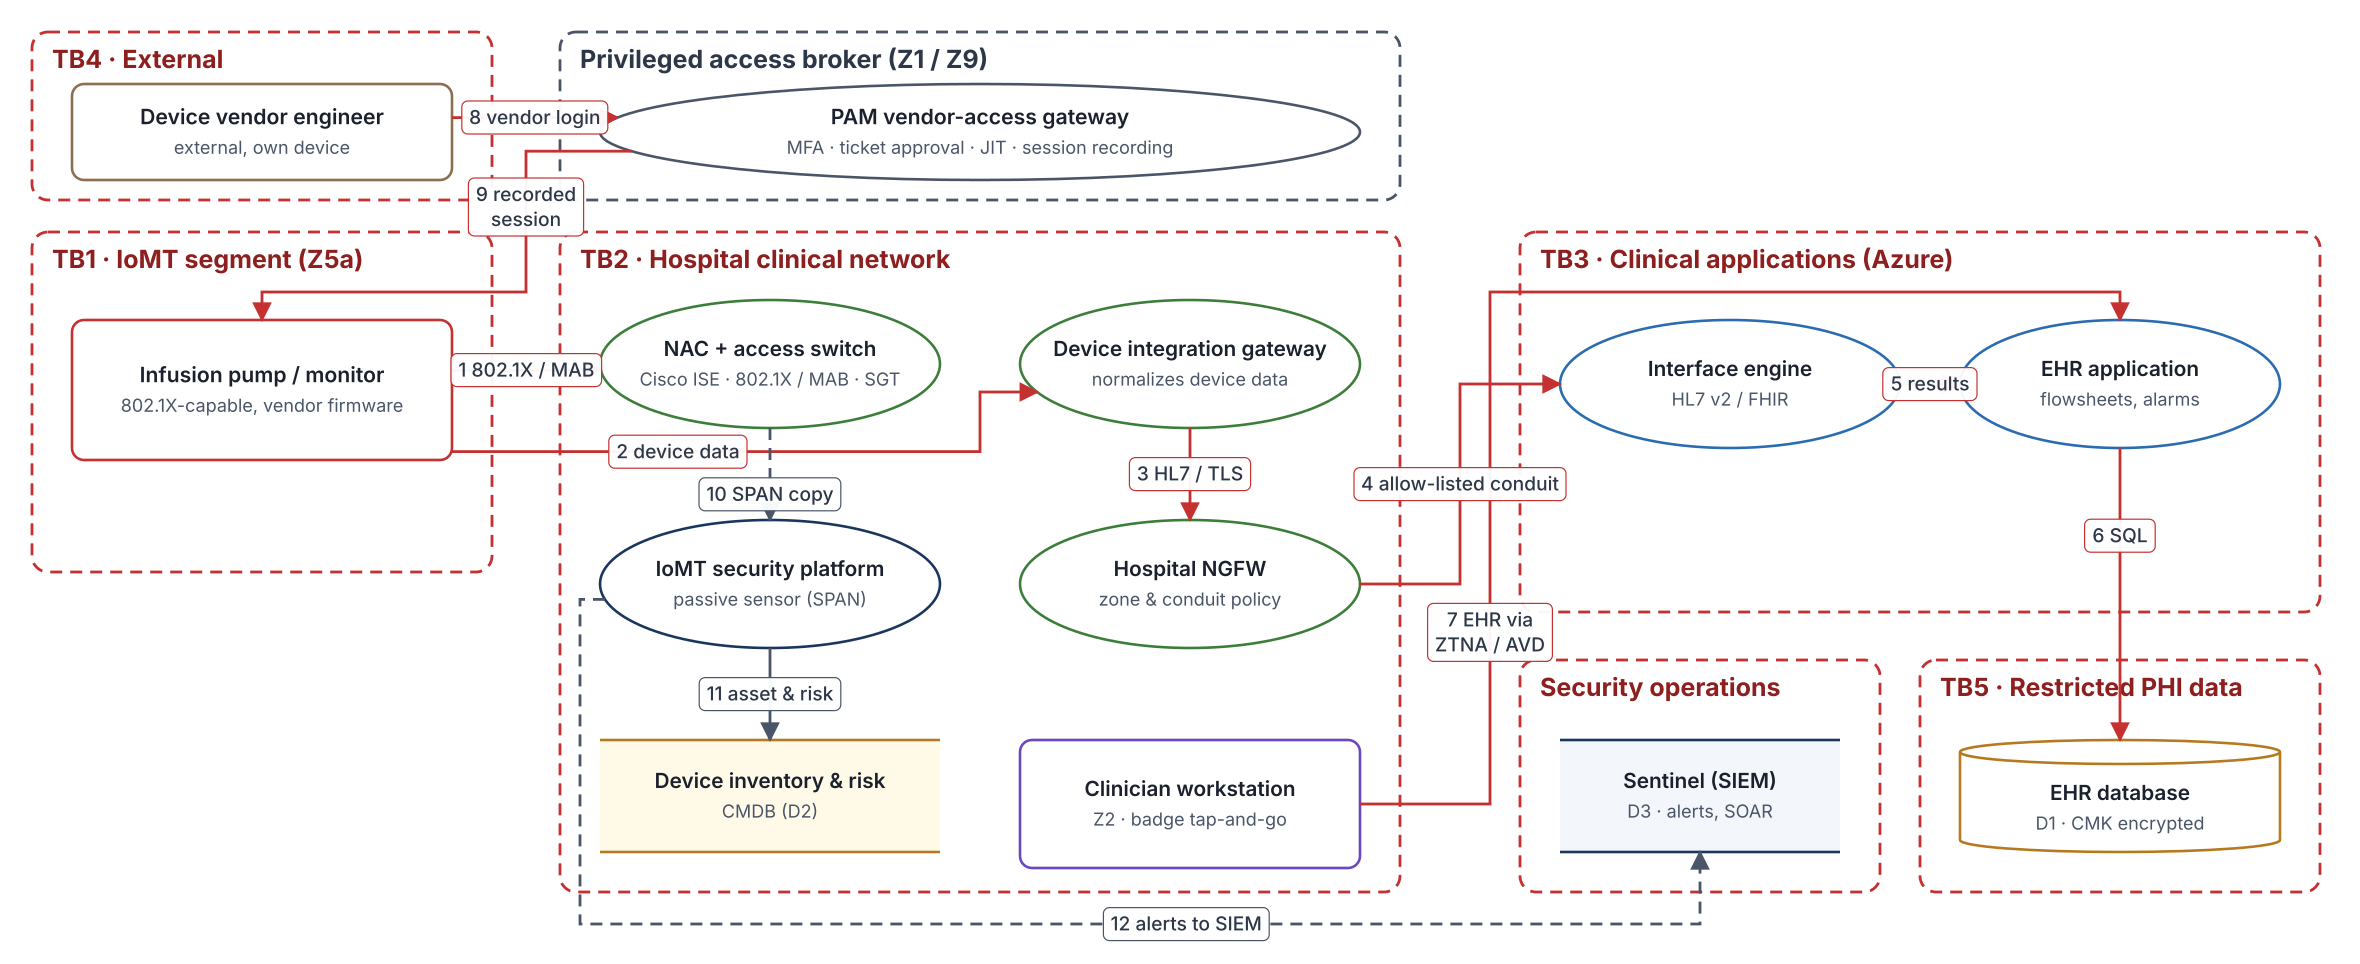 TB4 · External
Device vendor engineer
external, own device
8 vendor login
Privileged access broker (Z1 / Z9)
PAM vendor-access gateway
MFA · ticket approval · JIT · session recording
9 recorded
session
TB1 · IoMT segment (Z5a)
Infusion pump / monitor
802.1X-capable, vendor firmware
1 802.1X / MAB
TB2 · Hospital clinical network
NAC + access switch
Cisco ISE · 802.1X / MAB · SGT
Device integration gateway
normalizes device data
2 device data
10 SPAN copy
3 HL7 / TLS
IoMT security platform
passive sensor (SPAN)
Hospital NGFW
zone & conduit policy
11 asset & risk
Device inventory & risk
CMDB (D2)
Clinician workstation
Z2 · badge tap-and-go
4 allow-listed conduit
7 EHR via
ZTNA / AVD
TB3 · Clinical applications (Azure)
Interface engine
HL7 v2 / FHIR
5 results
EHR application
flowsheets, alarms
6 SQL
Security operations
Sentinel (SIEM)
D3 · alerts, SOAR
TB5 · Restricted PHI data
EHR database
D1 · CMK encrypted
12 alerts to SIEM